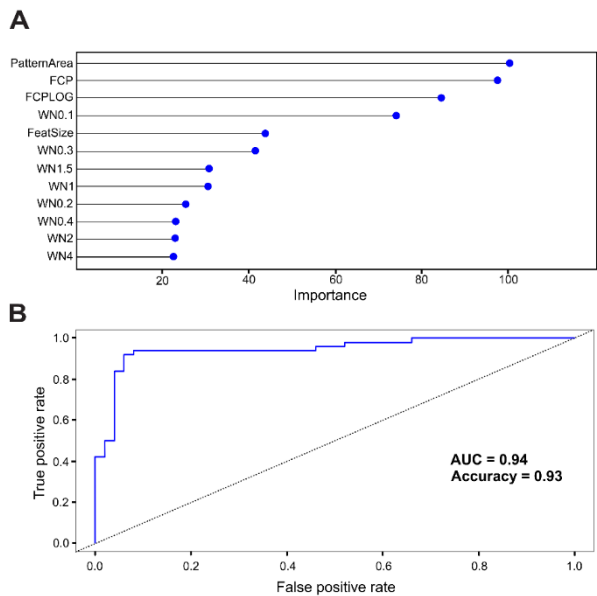 A
PatternArea
FCP
FCPLOG
WN0.1
FeatSize
WN0.3
WN1.5
WN1
WN0.2
WN0.4
WN2
WN4
20 40 60 80 100
Importance
B
True positive rate
1.0
0.8
0.6
0.4
0.2
0.0
AUC = 0.94
Accuracy = 0.93
0.0 0.2 0.4 0.6 0.8 1.0
False positive rate